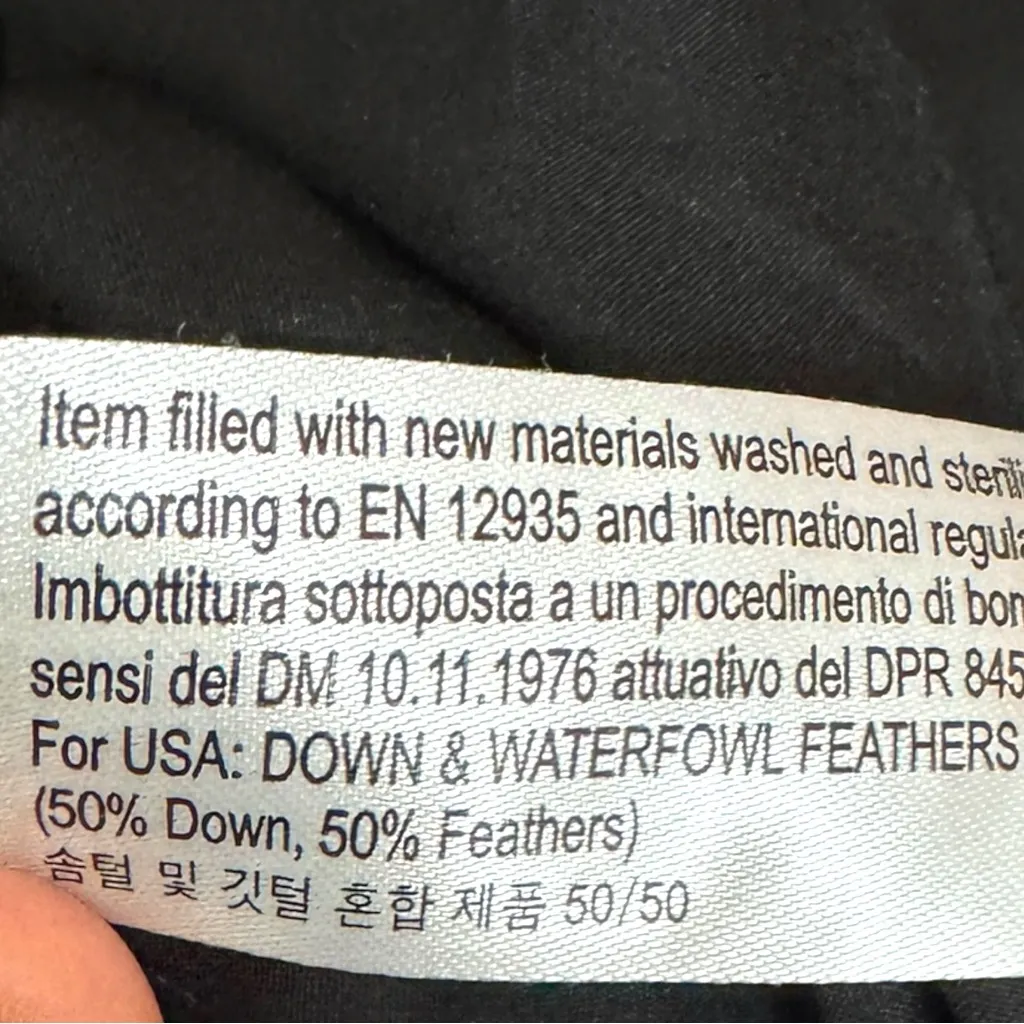 Item filled with new materials washed and sterili
according to EN 12935 and international regula
Imbottitura sottoposta a un procedimento di bon
sensi del DM 10.11.1976 attuativo del DPR 845
For USA: DOWN & WATERFOWL FEATHERS
(50% Down, 50% Feathers)
솜털 및 깃털 혼합 제품 50/50